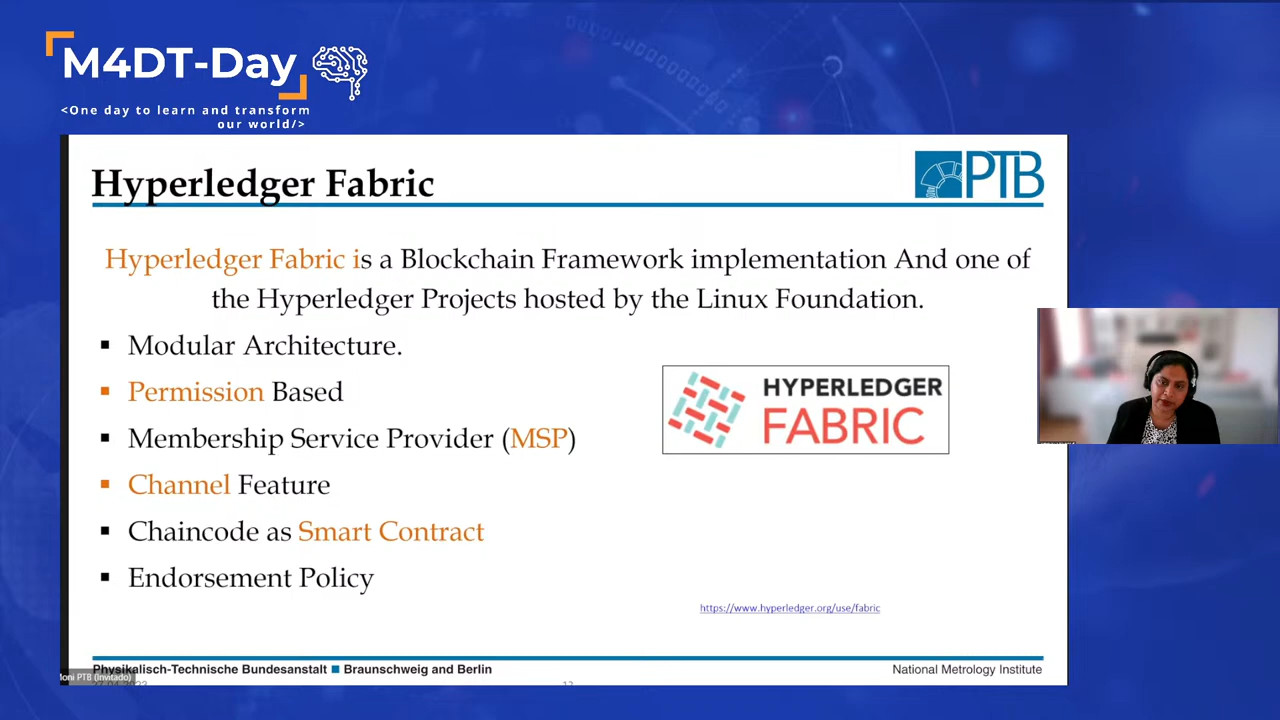 M4DT-Day
<One day to learn and transform
our world/>
Hyperledger Fabric
PTB
Hyperledger Fabric is a Blockchain Framework implementation And one of
the Hyperledger Projects hosted by the Linux Foundation.
▪ Modular Architecture.
▪ Permission Based
▪ Membership Service Provider (MSP)
▪ Channel Feature
▪ Chaincode as Smart Contract
▪ Endorsement Policy
HYPERLEDGER
FABRIC
https://www.hyperledger.org/use/fabric
Physikalisch-Technische Bundesanstalt ■ Braunschweig and Berlin
National Metrology Institute
Moni PTB (Invitado)